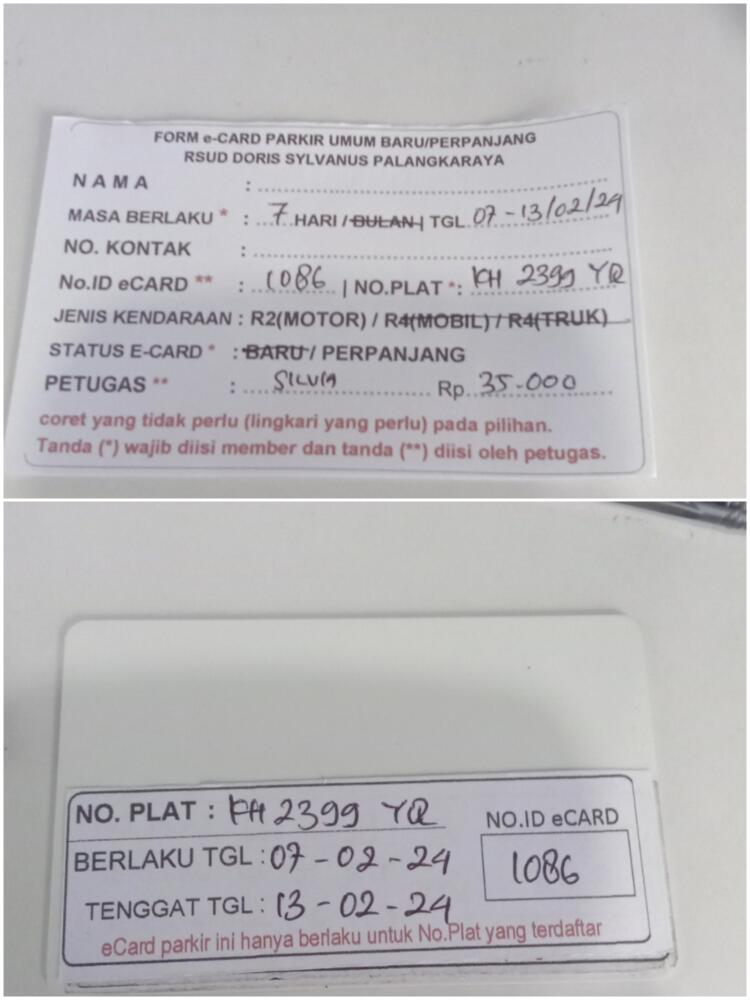 FORM e-CARD PARKIR UMUM BARU/PERPANJANG
RSUD DORIS SYLVANUS PALANGKARAYA
NAMA :
MASA BERLAKU * : 7 HARI / BULAN | TGL 07 - 13/02/24
NO. KONTAK :
No.ID eCARD ** : 1086 | NO.PLAT *: KH 2399 YQ
JENIS KENDARAAN : R2(MOTOR) / R4(MOBIL) / R4(TRUK)
STATUS E-CARD * : BARU / PERPANJANG
PETUGAS ** : SILVIA Rp. 35.000
coret yang tidak perlu (lingkari yang perlu) pada pilihan.
Tanda (*) wajib diisi member dan tanda (**) diisi oleh petugas.
NO. PLAT : KH 2399 YQ
NO.ID eCARD
BERLAKU TGL : 07 - 02 - 24
1086
TENGGAT TGL : 13 - 02 - 24
eCard parkir ini hanya berlaku untuk No.Plat yang terdaftar